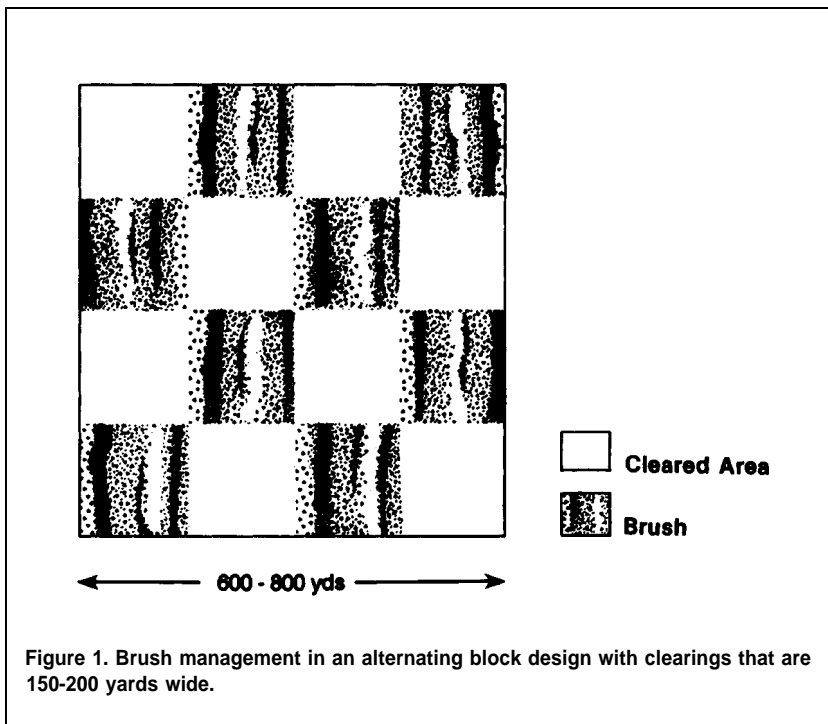 Cleared Area
Brush
600 - 800 yds
Figure 1. Brush management in an alternating block design with clearings that are
150-200 yards wide.